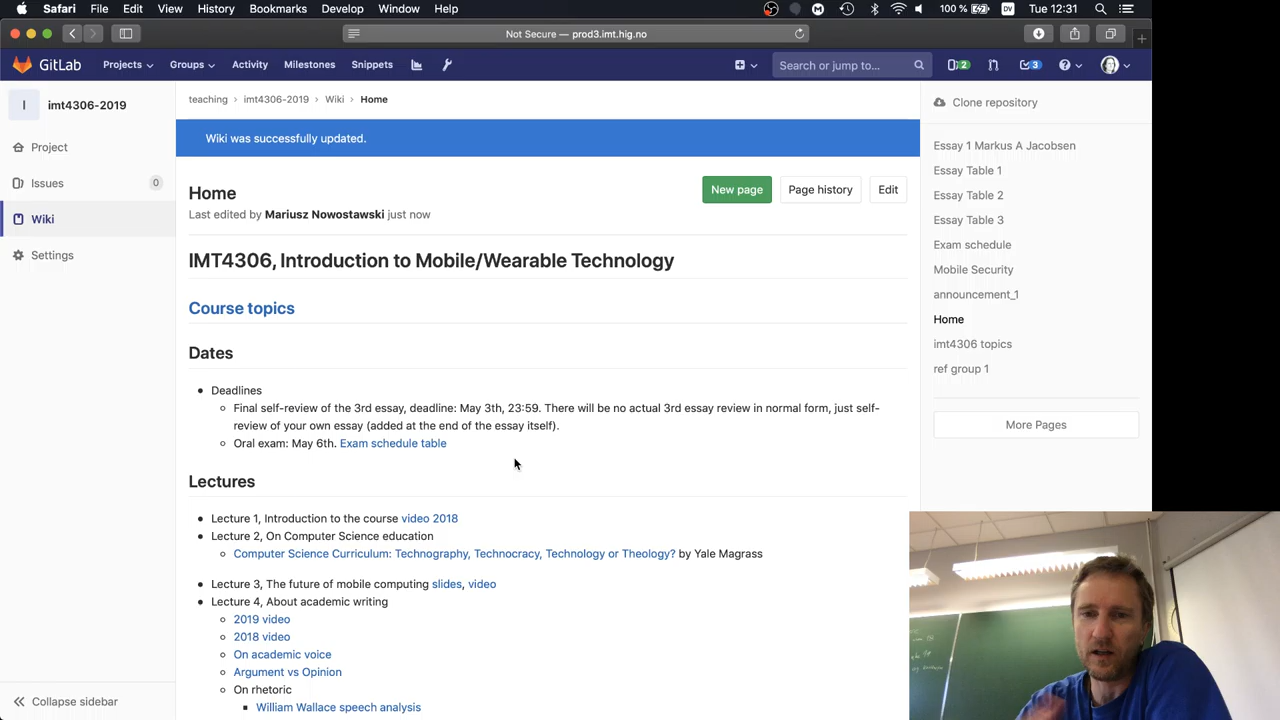 Safari File Edit View History Bookmarks Develop Window Help 100 % DV Tue 12:31
Not Secure — prod3.imt.hig.no
GitLab Projects Groups Activity Milestones Snippets Search or jump to... 2 3
I imt4306-2019
Project
Issues 0
Wiki
Settings
Collapse sidebar
teaching › imt4306-2019 › Wiki › Home
Wiki was successfully updated.
Home
New page Page history Edit
Last edited by Mariusz Nowostawski just now
IMT4306, Introduction to Mobile/Wearable Technology
Course topics
Dates
• Deadlines
Final self-review of the 3rd essay, deadline: May 3th, 23:59. There will be no actual 3rd essay review in normal form, just self-
review of your own essay (added at the end of the essay itself).
Oral exam: May 6th. Exam schedule table
Lectures
• Lecture 1, Introduction to the course video 2018
• Lecture 2, On Computer Science education
Computer Science Curriculum: Technography, Technocracy, Technology or Theology? by Yale Magrass
• Lecture 3, The future of mobile computing slides, video
• Lecture 4, About academic writing
2019 video
2018 video
On academic voice
Argument vs Opinion
On rhetoric
William Wallace speech analysis
Clone repository
Essay 1 Markus A Jacobsen
Essay Table 1
Essay Table 2
Essay Table 3
Exam schedule
Mobile Security
announcement_1
Home
imt4306 topics
ref group 1
More Pages